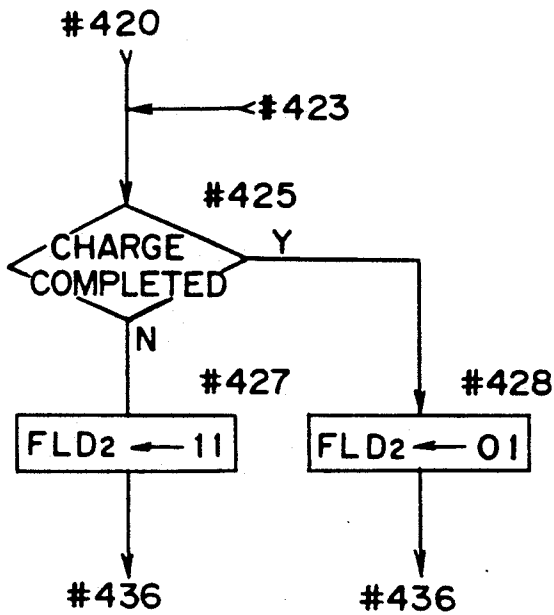 #420
#423
#425
CHARGE
COMPLETED
Y
N
#427
#428
FLD2 ← 11
FLD2 ← 01
#436
#436